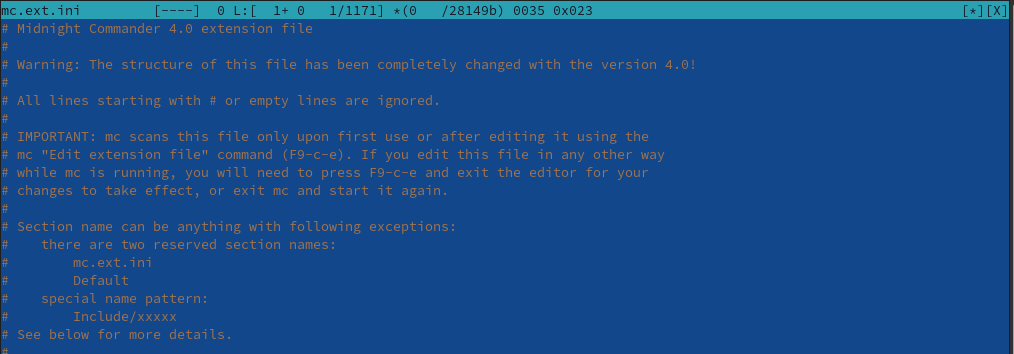 mc.ext.ini         [----]  0 L:[  1+ 0   1/1171] *(0   /28149b) 0035 0x023                                              [*][X]
# Midnight Commander 4.0 extension file
#
# Warning: The structure of this file has been completely changed with the version 4.0!
#
# All lines starting with # or empty lines are ignored.
#
# IMPORTANT: mc scans this file only upon first use or after editing it using the
# mc "Edit extension file" command (F9-c-e). If you edit this file in any other way
# while mc is running, you will need to press F9-c-e and exit the editor for your
# changes to take effect, or exit mc and start it again.
#
# Section name can be anything with following exceptions:
#    there are two reserved section names:
#        mc.ext.ini
#        Default
#    special name pattern:
#        Include/xxxxx
# See below for more details.
#